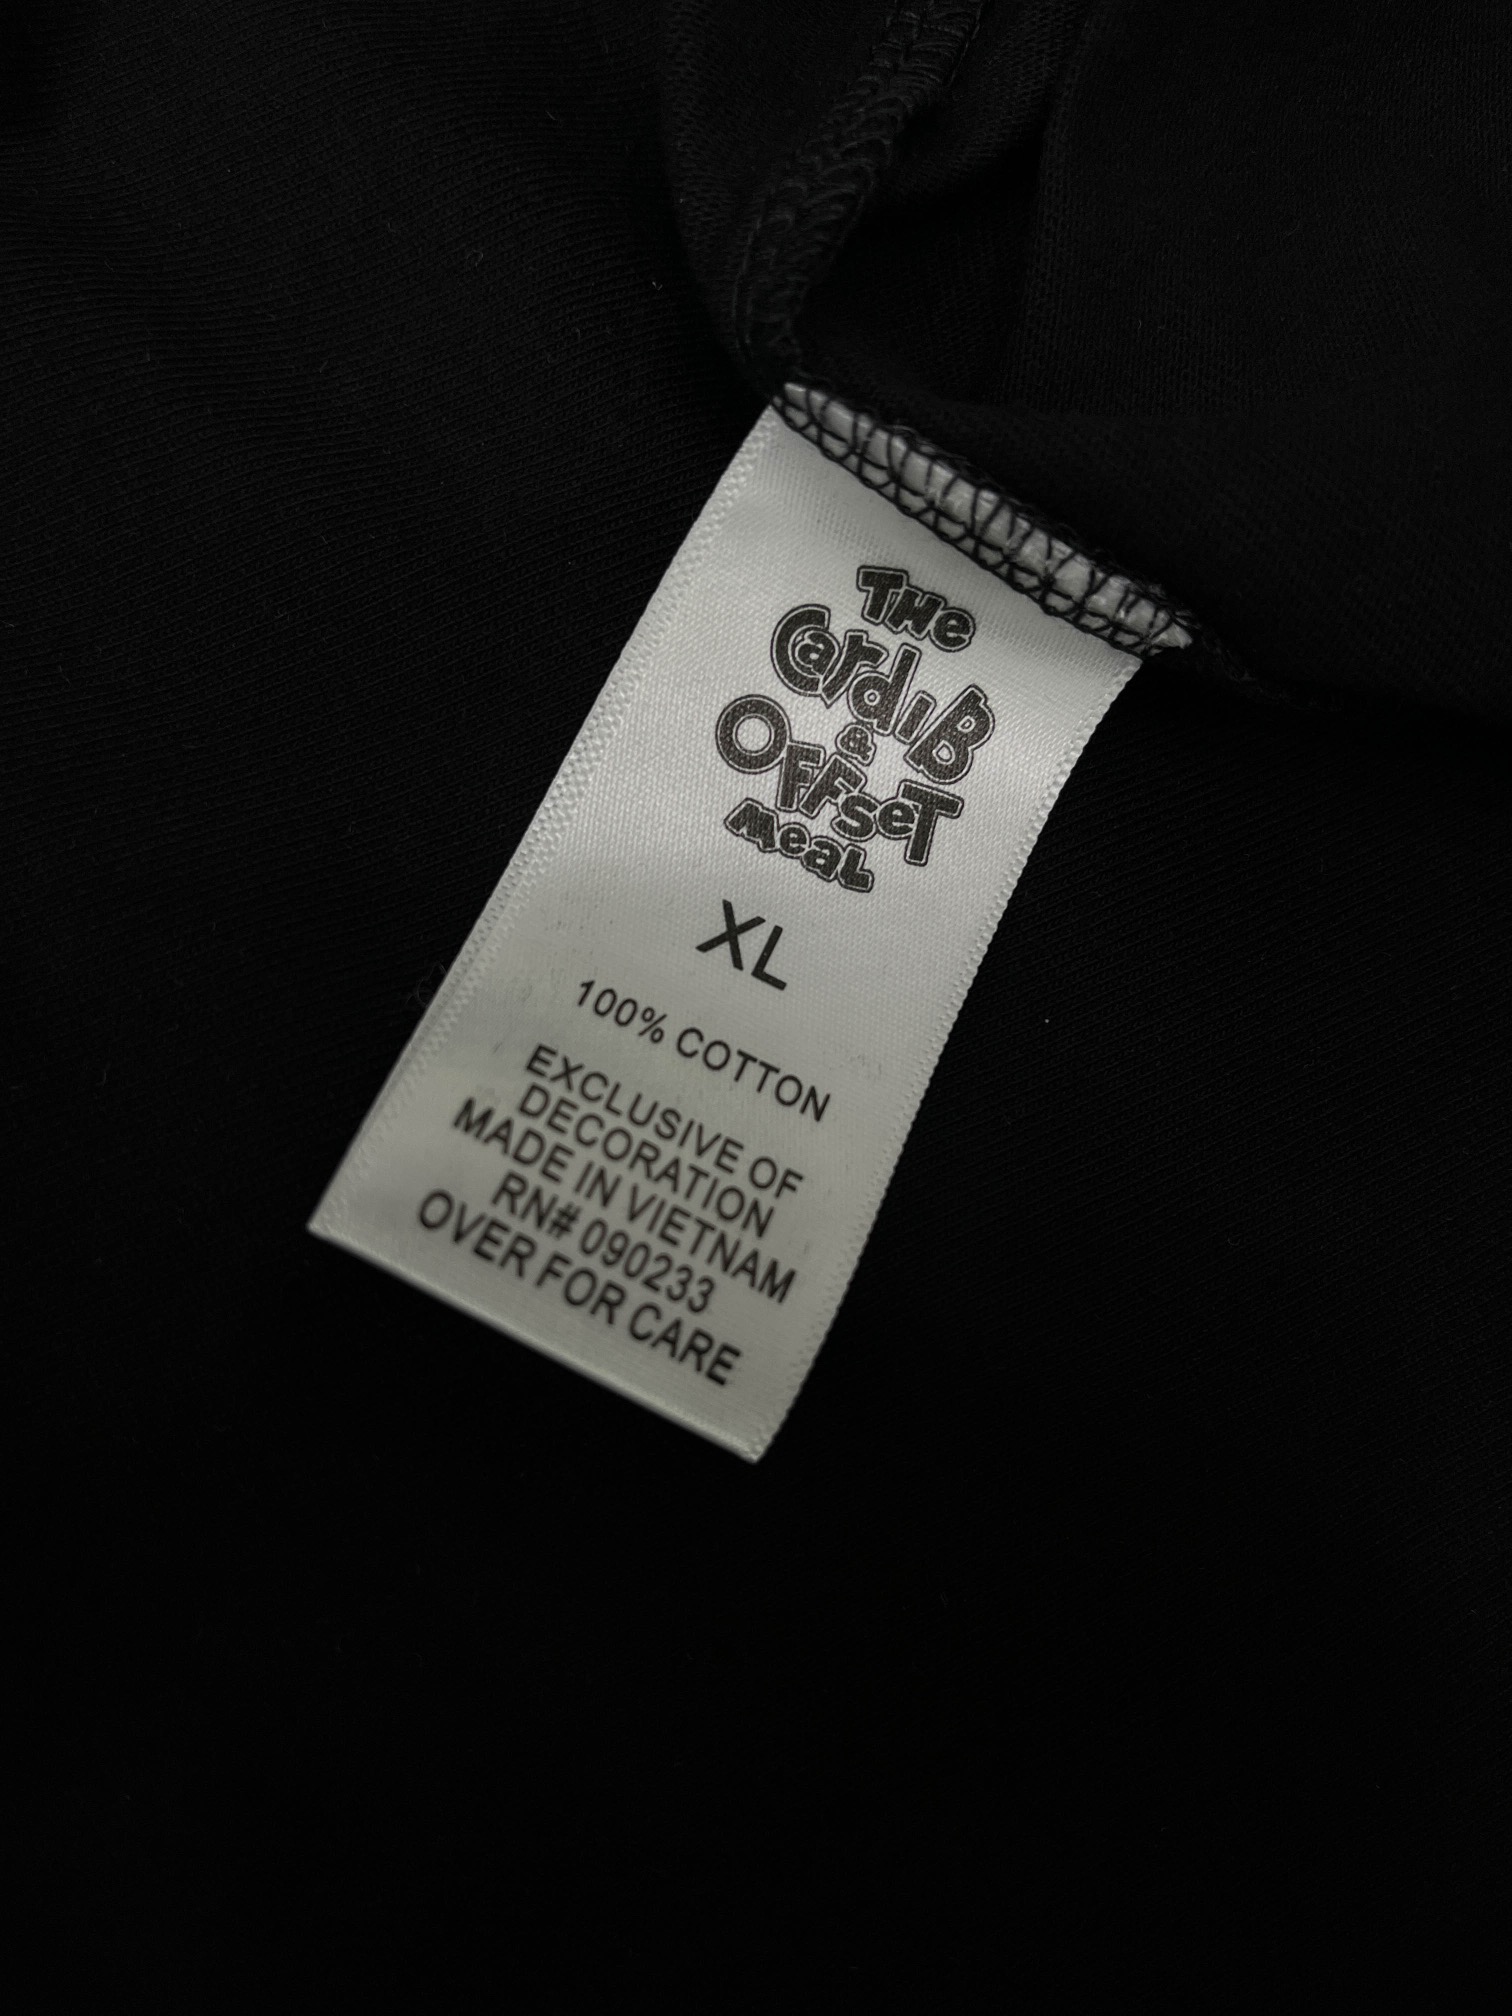 THE
CardiB
&
OFFSeT
MeaL
XL
100% COTTON
EXCLUSIVE OF
DECORATION
MADE IN VIETNAM
RN# 090233
OVER FOR CARE